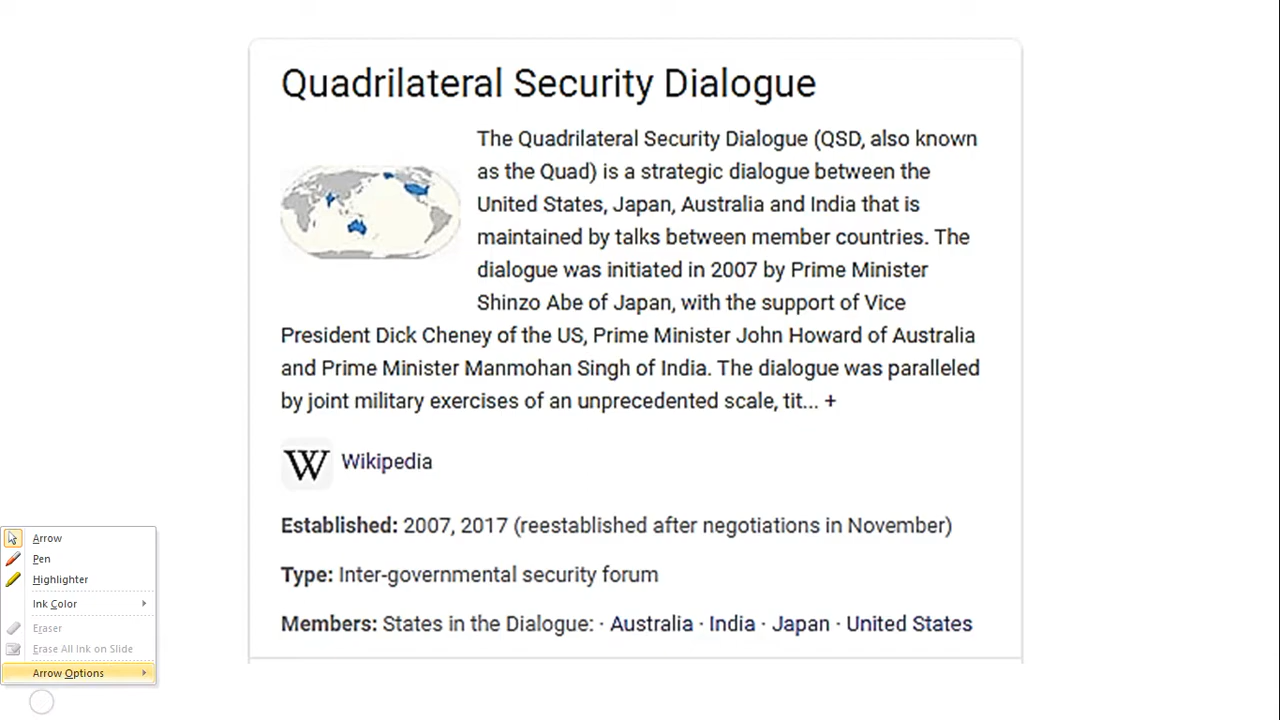 Quadrilateral Security Dialogue
The Quadrilateral Security Dialogue (QSD, also known
as the Quad) is a strategic dialogue between the
United States, Japan, Australia and India that is
maintained by talks between member countries. The
dialogue was initiated in 2007 by Prime Minister
Shinzo Abe of Japan, with the support of Vice
President Dick Cheney of the US, Prime Minister John Howard of Australia
and Prime Minister Manmohan Singh of India. The dialogue was paralleled
by joint military exercises of an unprecedented scale, tit... +
W Wikipedia
Established: 2007, 2017 (reestablished after negotiations in November)
Type: Inter-governmental security forum
Members: States in the Dialogue: · Australia · India · Japan · United States
Arrow
Pen
Highlighter
Ink Color
Eraser
Erase All Ink on Slide
Arrow Options